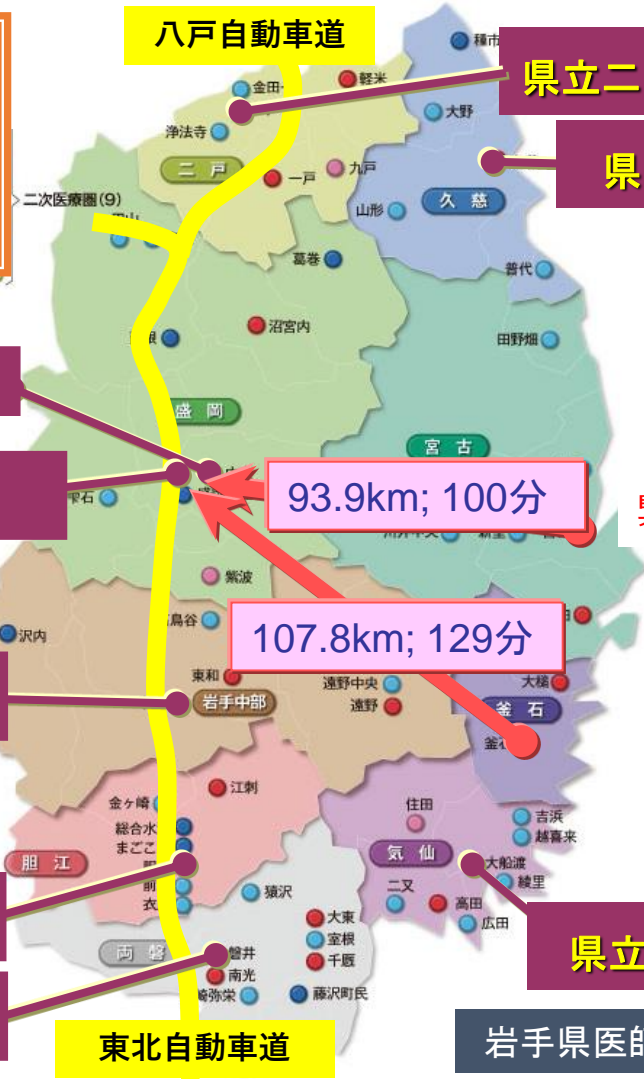 八戸自動車道
種市
金田一
軽米
県立二
大野
浄法寺
二戸
一戸
九戸
県
二次医療圏(9)
山形
久慈
葛巻
普代
沼宮内
田野畑
盛岡
宮古
雫石
93.9km; 100分
紫波
107.8km; 129分
沢内
東和
遠野中央
大槌
岩手中部
遠野
釜石
江刺
金ヶ崎
住田
吉浜
総合水
越喜来
まごこ
胆江
気仙
大船渡
前
猿沢
二又
綾里
衣
大東
高田
広田
室根
両磐
磐井
千厩
県立
南光
弥栄
藤沢町民
東北自動車道
岩手県医師